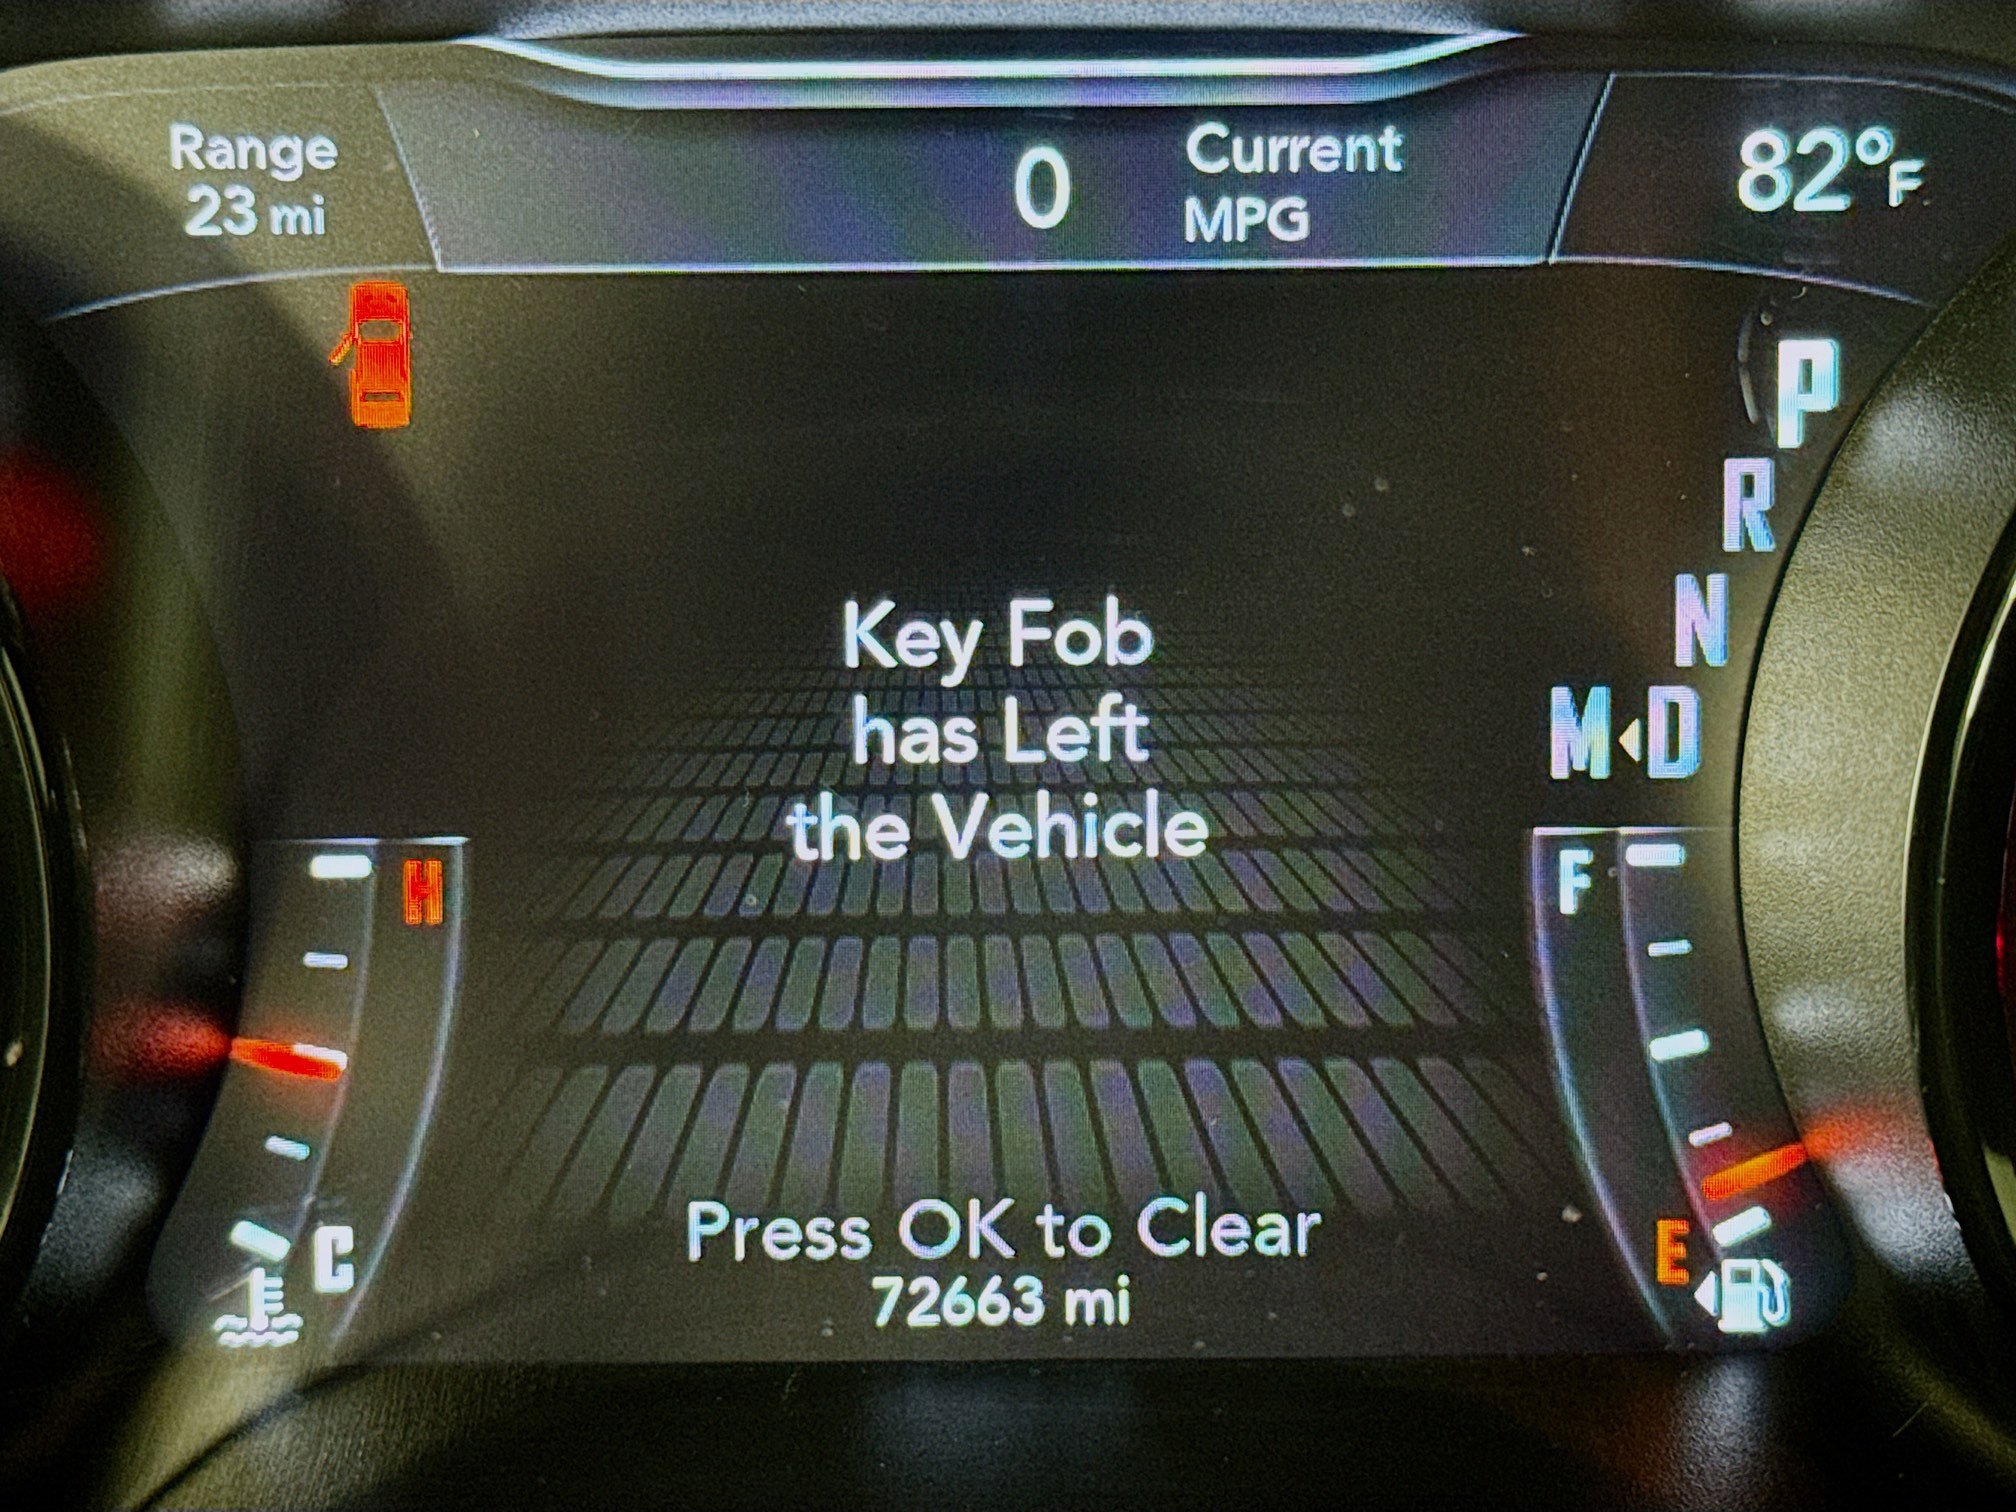 Range
23 mi
0
Current
MPG
82°F
P
R
N
M D
Key Fob
has Left
the Vehicle
H
C
F
E
Press OK to Clear
72663 mi